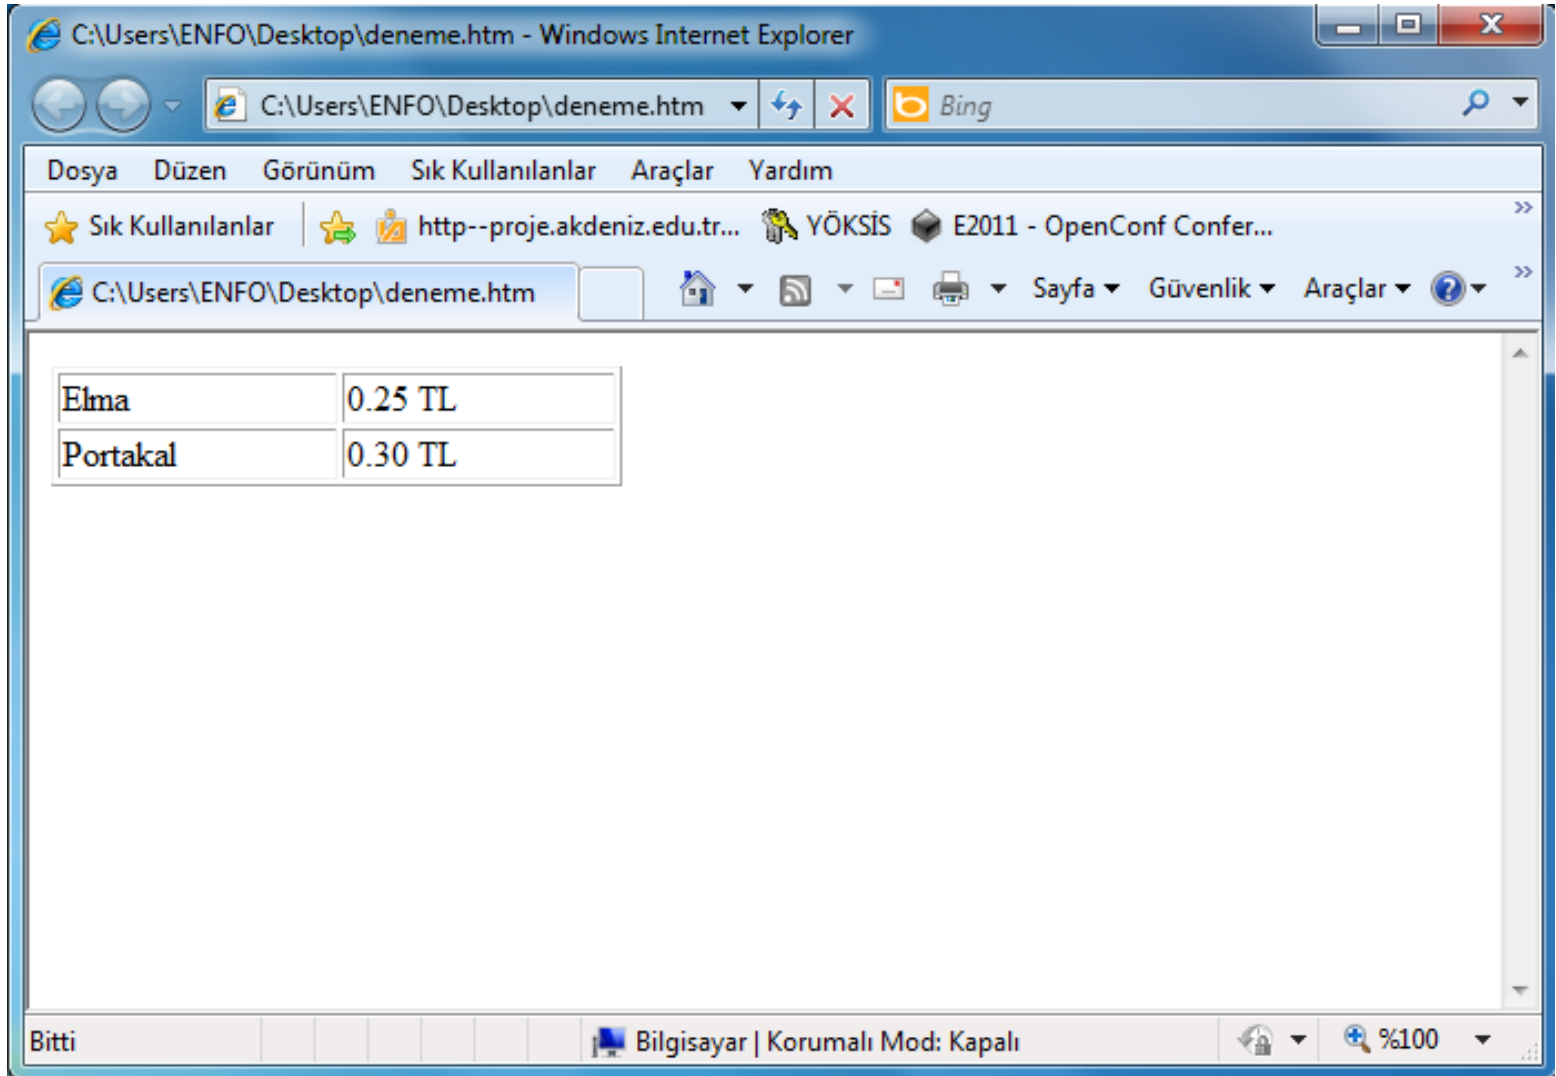 C:\Users\ENFO\Desktop\deneme.htm - Windows Internet Explorer
C:\Users\ENFO\Desktop\deneme.htm Bing
Dosya Düzen Görünüm Sık Kullanılanlar Araçlar Yardım
Sık Kullanılanlar http--proje.akdeniz.edu.tr... YÖKSİS E2011 - OpenConf Confer...
C:\Users\ENFO\Desktop\deneme.htm Sayfa Güvenlik Araçlar
Elma 0.25 TL
Portakal 0.30 TL
Bitti Bilgisayar | Korumalı Mod: Kapalı %100